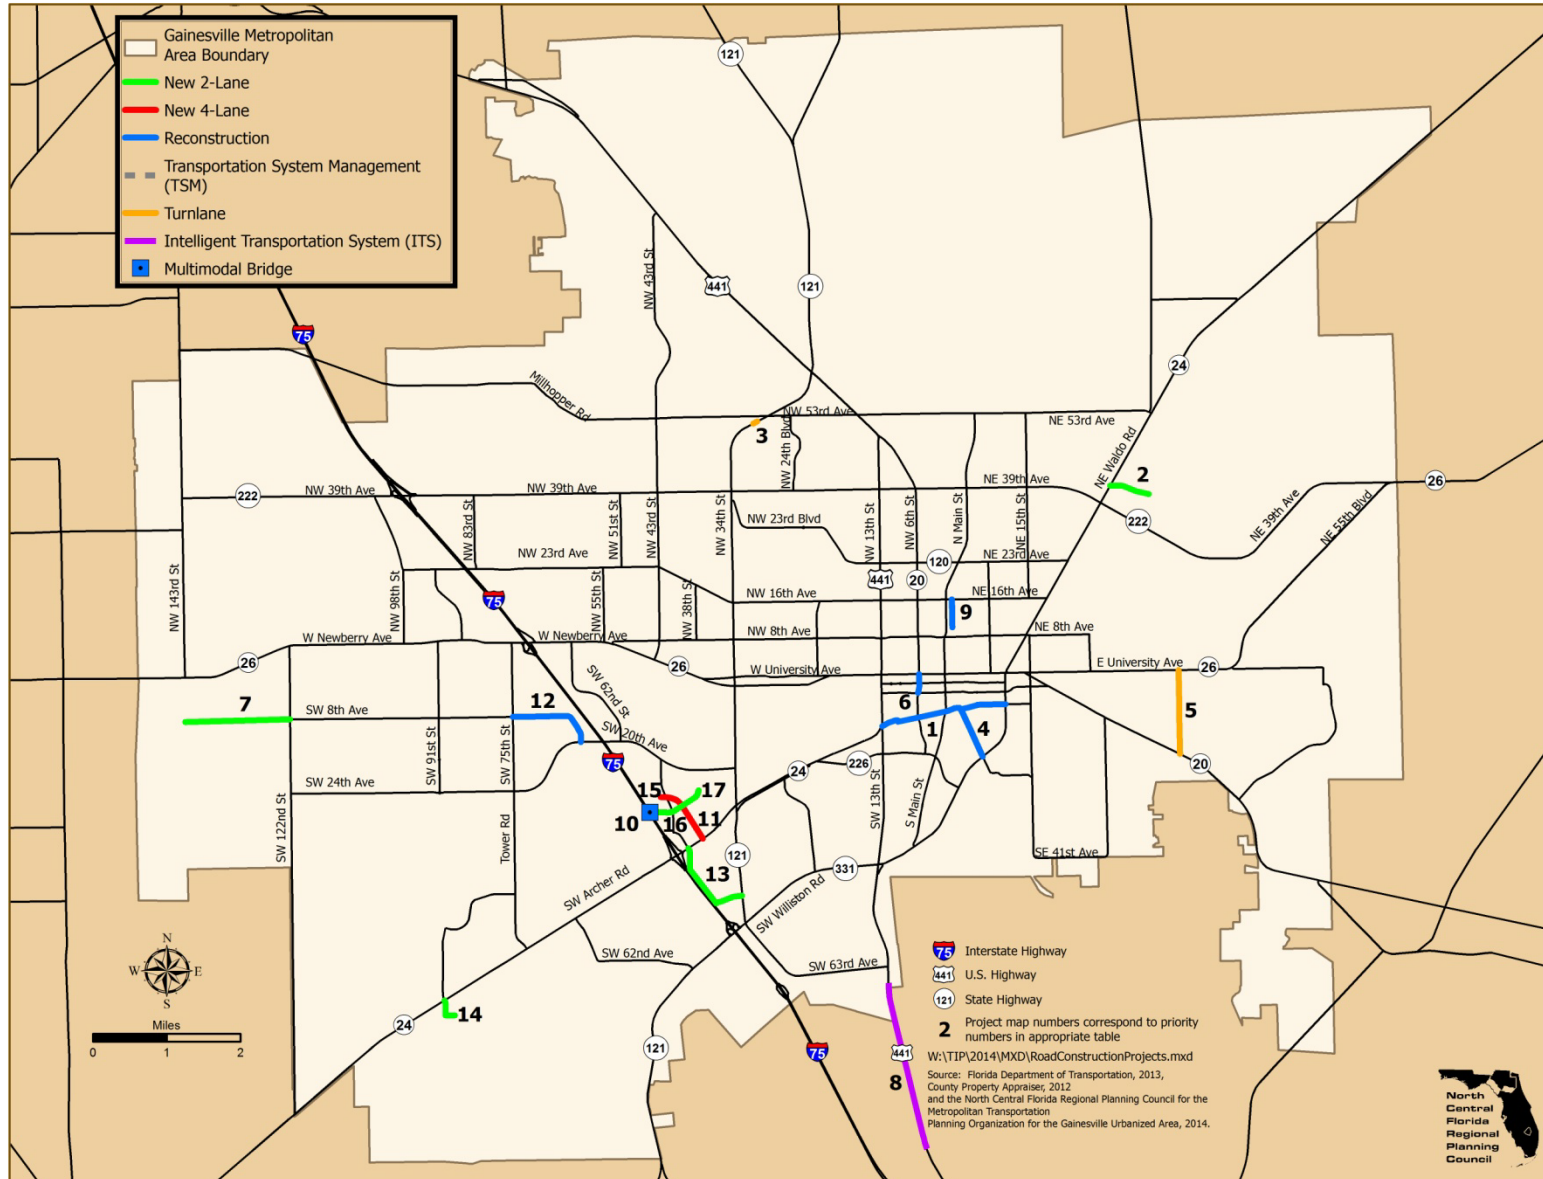 Gainesville Metropolitan
Area Boundary
New 2-Lane
New 4-Lane
Reconstruction
Transportation System Management
(TSM)
Turnlane
Intelligent Transportation System (ITS)
Multimodal Bridge
121
75
441
121
NW 43rd St
24
Millhopper Rd
NW 53rd Ave
NE 53rd Ave
3
NW 24th Blvd
NE Waldo Rd
2
26
222
NW 39th Ave
NW 39th Ave
NE 39th Ave
222
NE 39th Ave
NE 55th Blvd
NW 83rd St
NW 51st St
NW 43rd St
NW 34th St
NW 23rd Blvd
NW 13th St
NW 6th St
N Main St
NE 15th St
NW 23rd Ave
120
NE 23rd Ave
NW 143rd St
NW 98th St
75
NW 55th St
NW 38th St
441
20
NW 16th Ave
NE 16th Ave
9
W Newberry Ave
W Newberry Ave
NW 8th Ave
NE 8th Ave
26
26
W University Ave
E University Ave
26
SW 62nd St
7
SW 8th Ave
12
6
1
4
5
SW 91st St
SW 75th St
SW 20th Ave
75
24
226
20
SW 24th Ave
15
17
10
16
11
SW 13th St
S Main St
SW 122nd St
Tower Rd
SE 41st Ave
SW Archer Rd
13
121
331
SW Williston Rd
SW 62nd Ave
SW 63rd Ave
14
24
121
75
441
8
N
W
E
S
Miles
0
1
2
75
Interstate Highway
441
U.S. Highway
121
State Highway
2
Project map numbers correspond to priority
numbers in appropriate table
W:\TIP\2014\MXD\RoadConstructionProjects.mxd
Source: Florida Department of Transportation, 2013,
County Property Appraiser, 2012
and the North Central Florida Regional Planning Council for the
Metropolitan Transportation
Planning Organization for the Gainesville Urbanized Area, 2014.
North
Central
Florida
Regional
Planning
Council